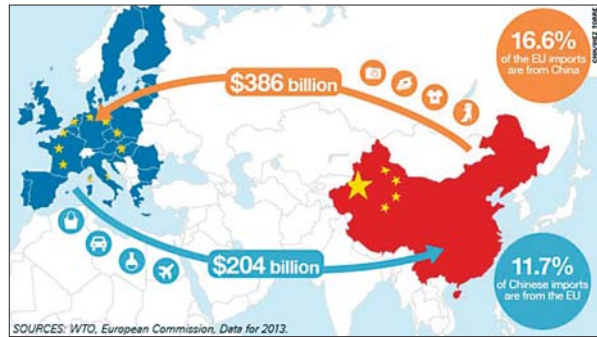 16.6%
of the EU imports
are from China
$386 billion
$204 billion
11.7%
of Chinese imports
are from the EU
SOURCES: WTO, European Commission, Data for 2013.